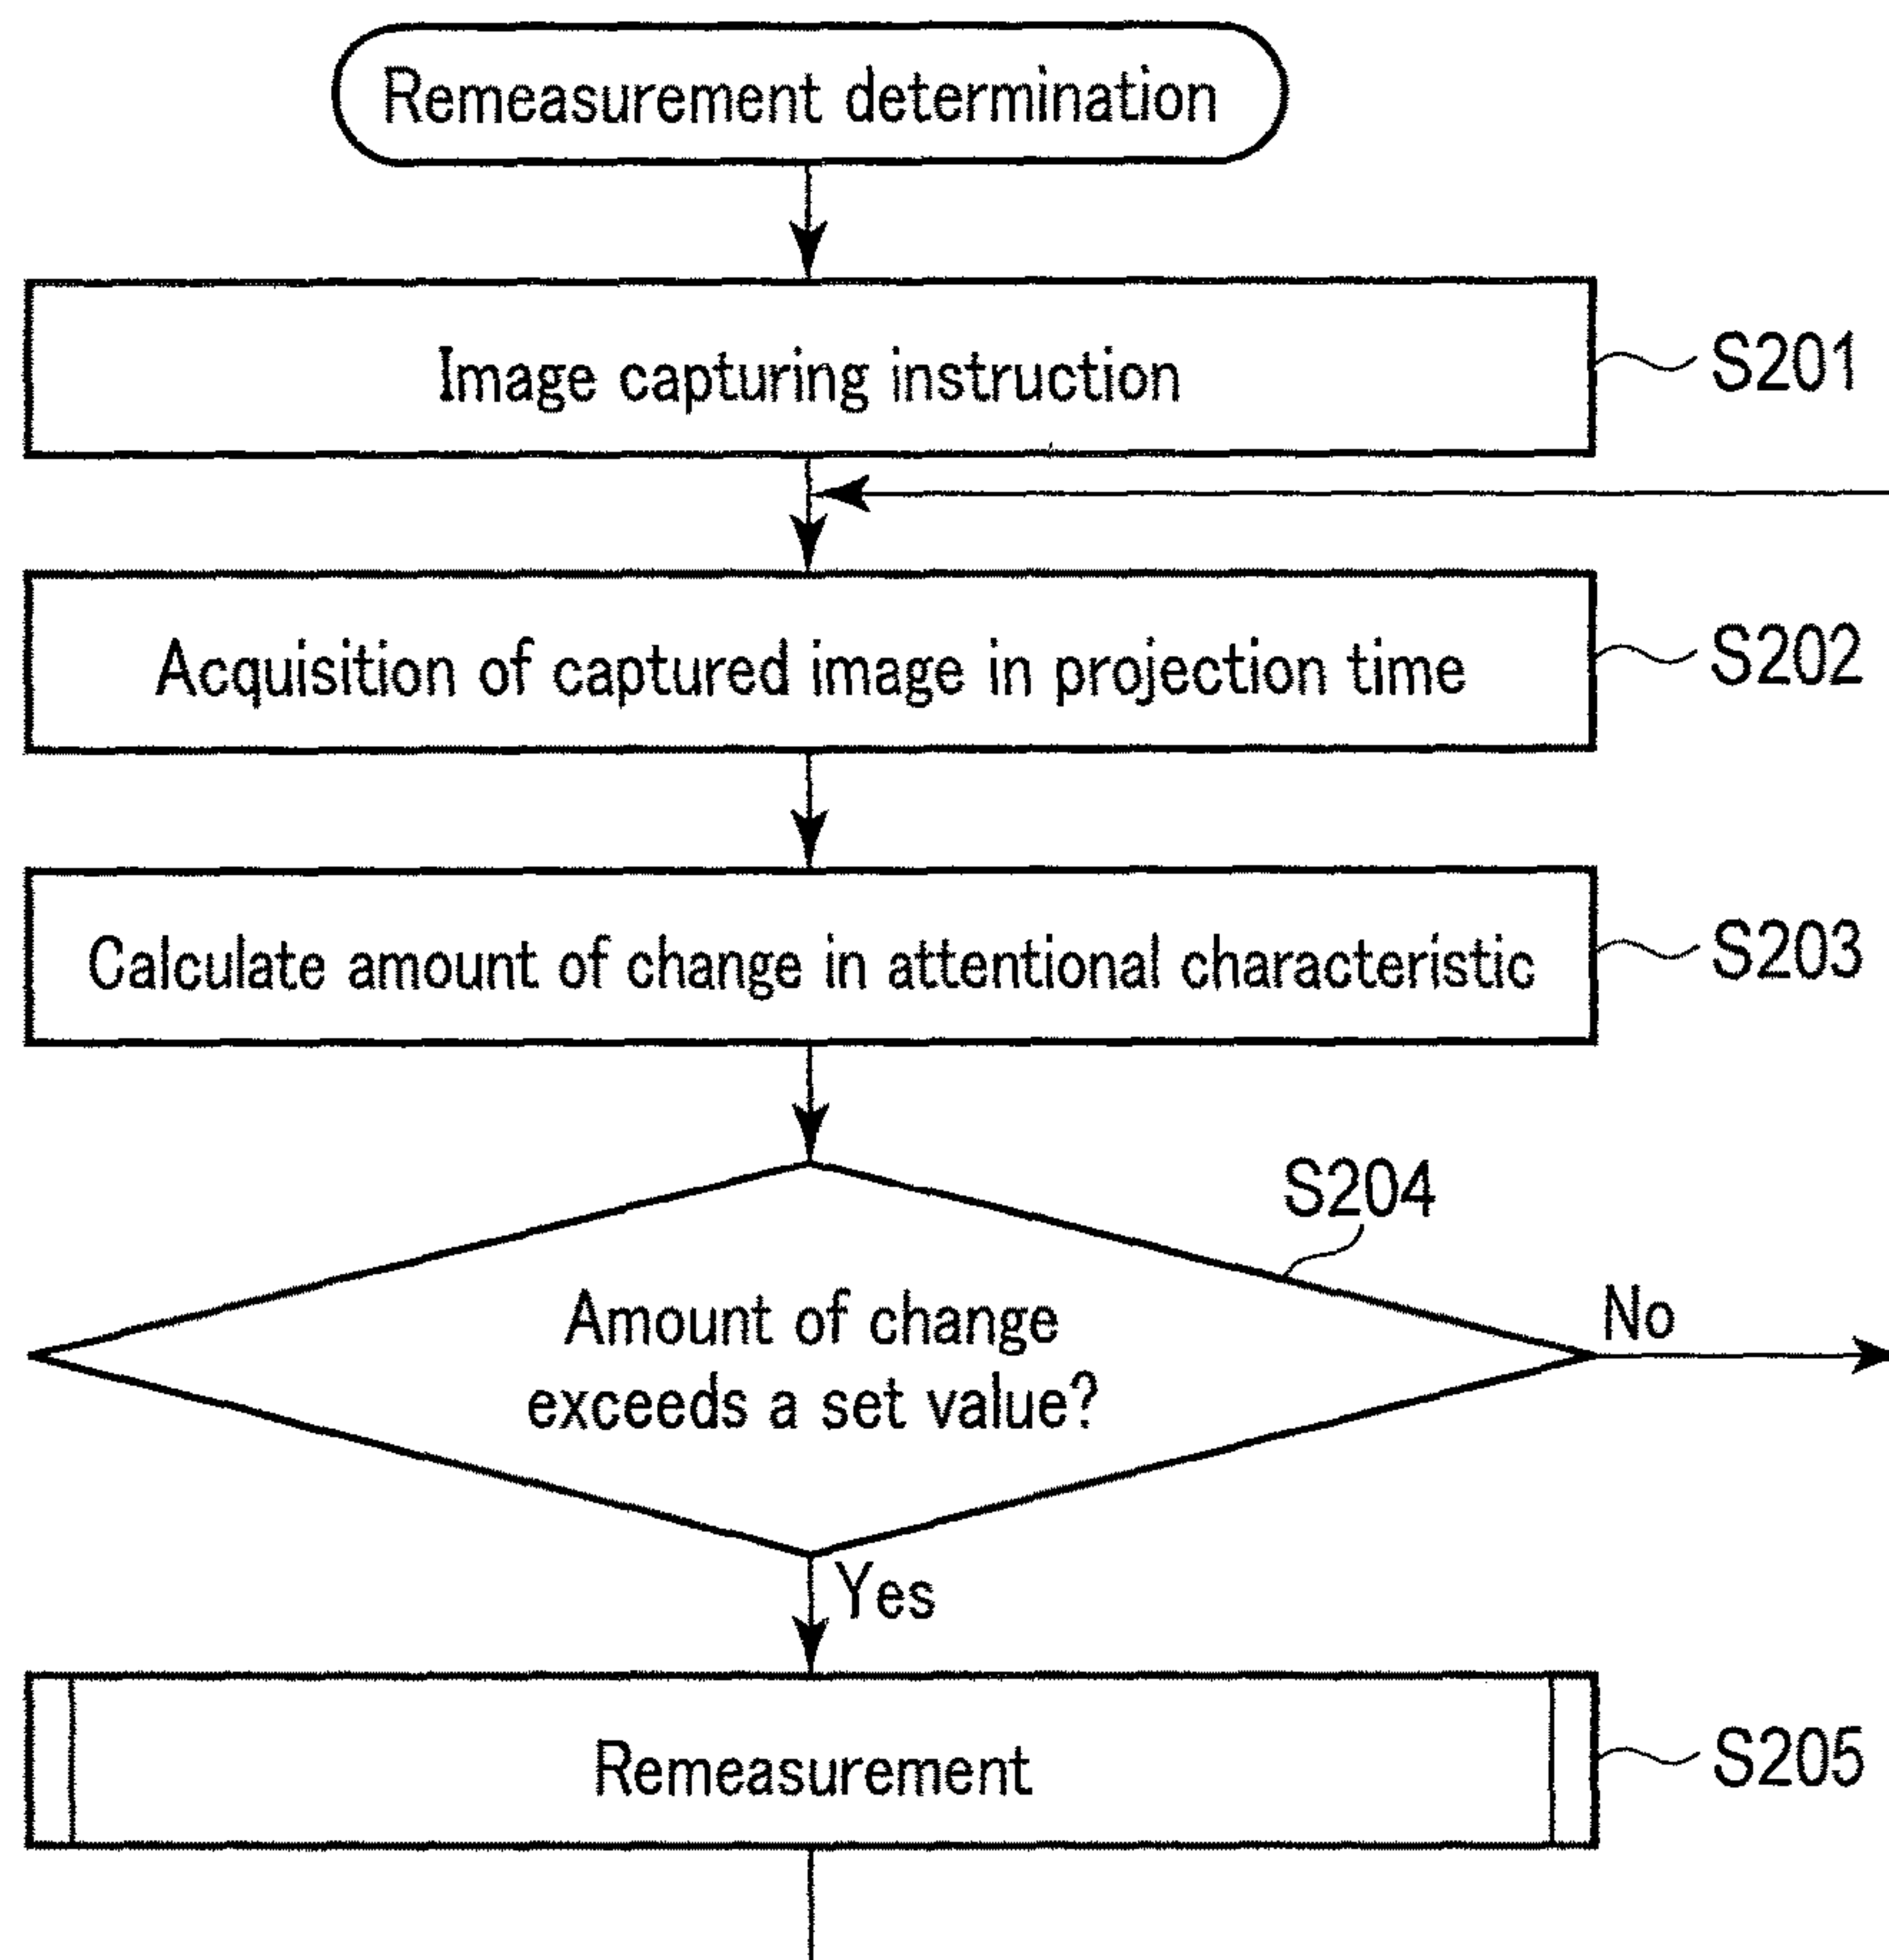 Remeasurement determination
Image capturing instruction
S201
Acquisition of captured image in projection time
S202
Calculate amount of change in attentional characteristic
S203
S204
Amount of change
exceeds a set value?
No
Yes
Remeasurement
S205